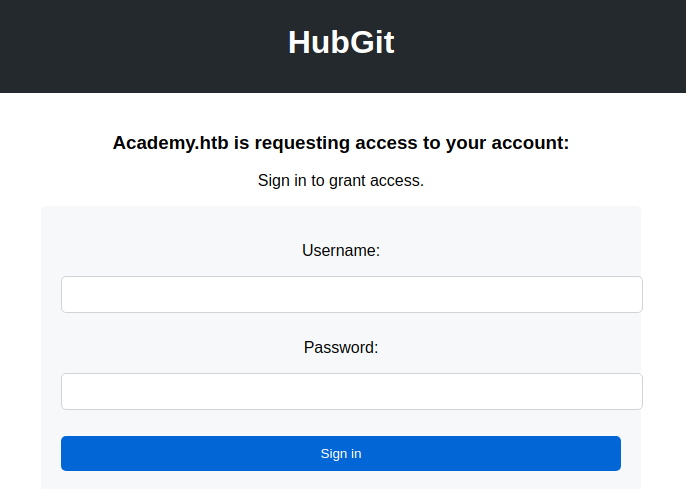 HubGit
Academy.htb is requesting access to your account:
Sign in to grant access.
Username:
Password:
Sign in